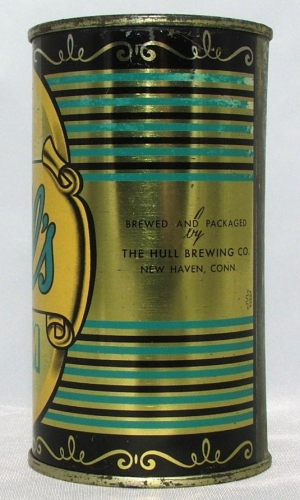 l's
BREWED AND PACKAGED
by
THE HULL BREWING CO.
NEW HAVEN, CONN